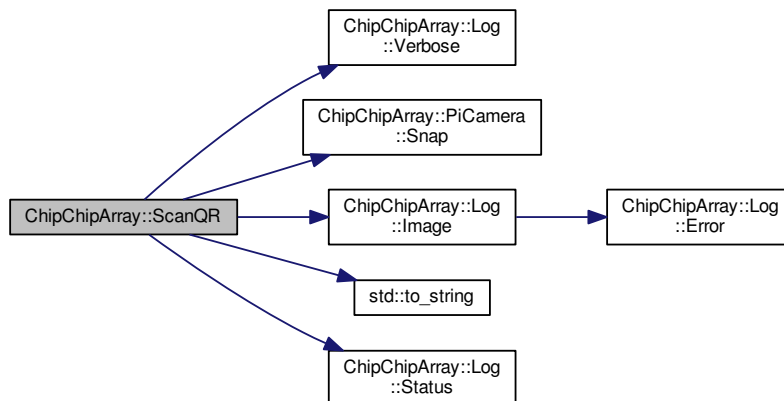 ChipChipArray::Log
::Verbose
ChipChipArray::PiCamera
::Snap
ChipChipArray::ScanQR
ChipChipArray::Log
::Image
ChipChipArray::Log
::Error
std::to_string
ChipChipArray::Log
::Status